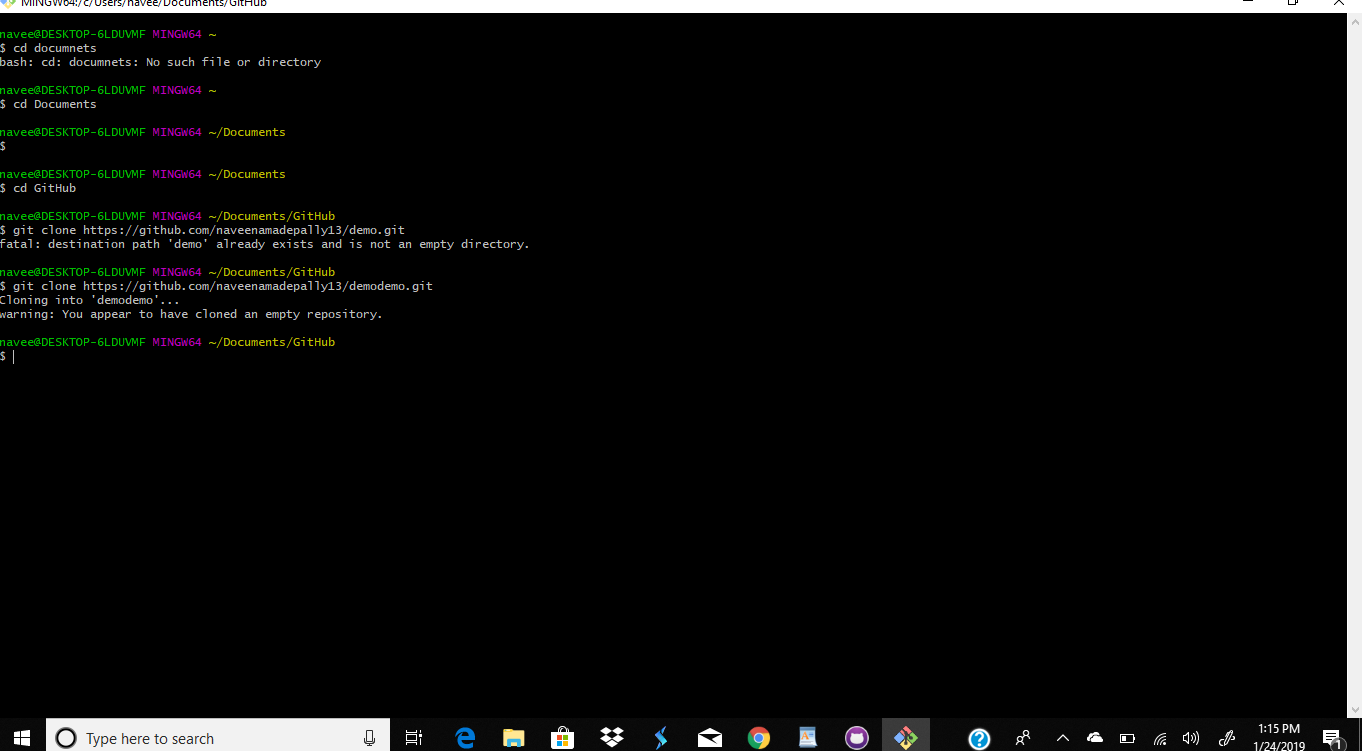 MINGW64:/c/Users/navee/Documents/GitHub
navee@DESKTOP-6LDUVMF MINGW64 ~
$ cd documnets
bash: cd: documnets: No such file or directory
navee@DESKTOP-6LDUVMF MINGW64 ~
$ cd Documents
navee@DESKTOP-6LDUVMF MINGW64 ~/Documents
$
navee@DESKTOP-6LDUVMF MINGW64 ~/Documents
$ cd GitHub
navee@DESKTOP-6LDUVMF MINGW64 ~/Documents/GitHub
$ git clone https://github.com/naveenamadepally13/demo.git
fatal: destination path 'demo' already exists and is not an empty directory.
navee@DESKTOP-6LDUVMF MINGW64 ~/Documents/GitHub
$ git clone https://github.com/naveenamadepally13/demodemo.git
Cloning into 'demodemo'...
warning: You appear to have cloned an empty repository.
navee@DESKTOP-6LDUVMF MINGW64 ~/Documents/GitHub
$
Type here to search
1:15 PM
1/24/2019
1